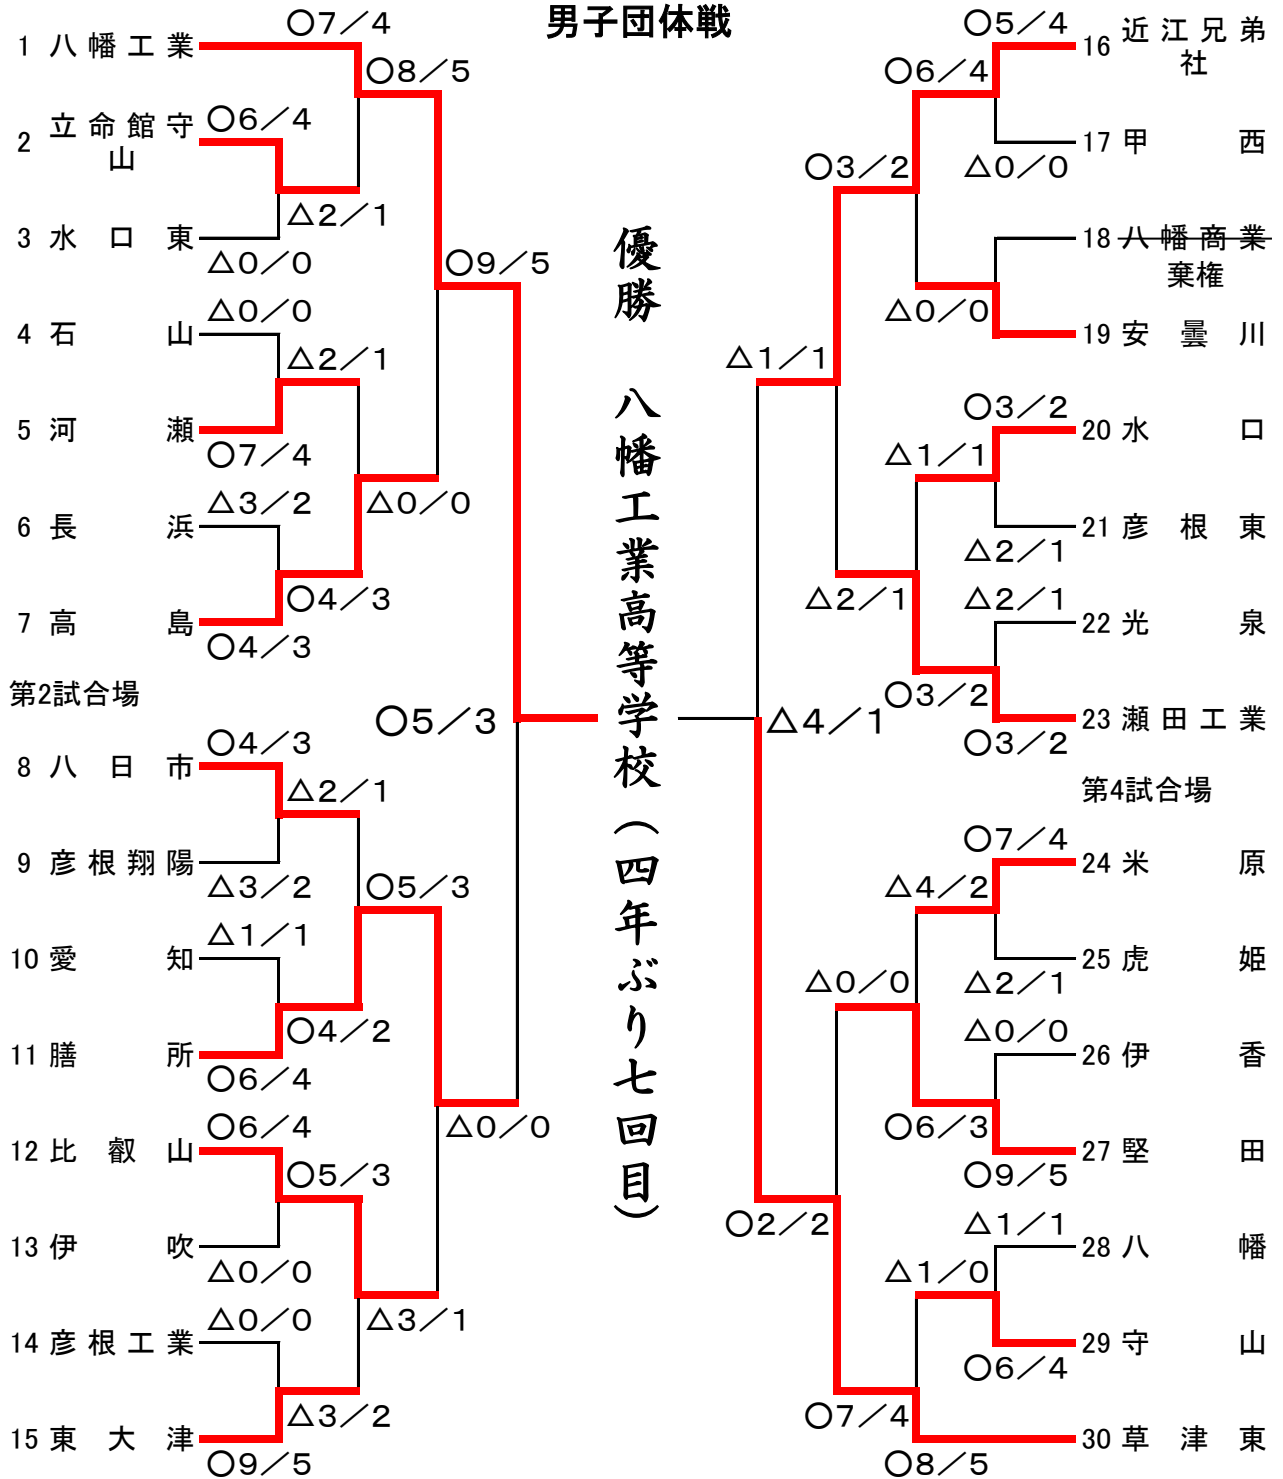 男子団体戦
○7／4
1 八幡工業
○8／5
○6／4
2 立命館守
山
△2／1
3 水口東
△0／0
○9／5
△0／0
4 石山
△2／1
5 河瀬
○7／4
△3／2
△0／0
6 長浜
○4／3
7 高島
○4／3
第2試合場
○5／3
○4／3
8 八日市
△2／1
9 彦根翔陽
△3／2
○5／3
△1／1
10 愛知
○4／2
11 膳所
○6／4
○6／4
△0／0
12 比叡山
○5／3
13 伊吹
△0／0
△0／0
△3／1
14 彦根工業
△3／2
15 東大津
○9／5
優勝 八幡工業高等学校（四年ぶり七回目）
○5／4
16 近江兄弟
社
○6／4
17 甲西
△0／0
○3／2
18 八幡商業
棄権
△0／0
19 安曇川
△1／1
○3／2
20 水口
△1／1
21 彦根東
△2／1
△2／1
△2／1
22 光泉
○3／2
23 瀬田工業
○3／2
△4／1
第4試合場
○7／4
24 米原
△4／2
25 虎姫
△2／1
△0／0
△0／0
26 伊香
○6／3
27 堅田
○9／5
○2／2
△1／1
28 八幡
△1／0
29 守山
○6／4
○7／4
30 草津東
○8／5